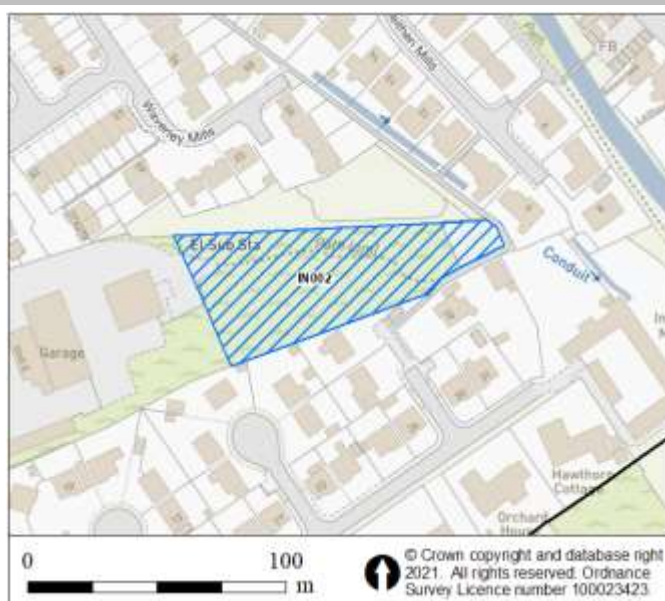 FB
Waveney Mills
El Sub Sta
IN002
Conduit
Garage
Hawthorn
Cottage
Orchard
0
100
m
© Crown copyright and database right
2021. All rights reserved. Ordnance
Survey Licence number 100023423